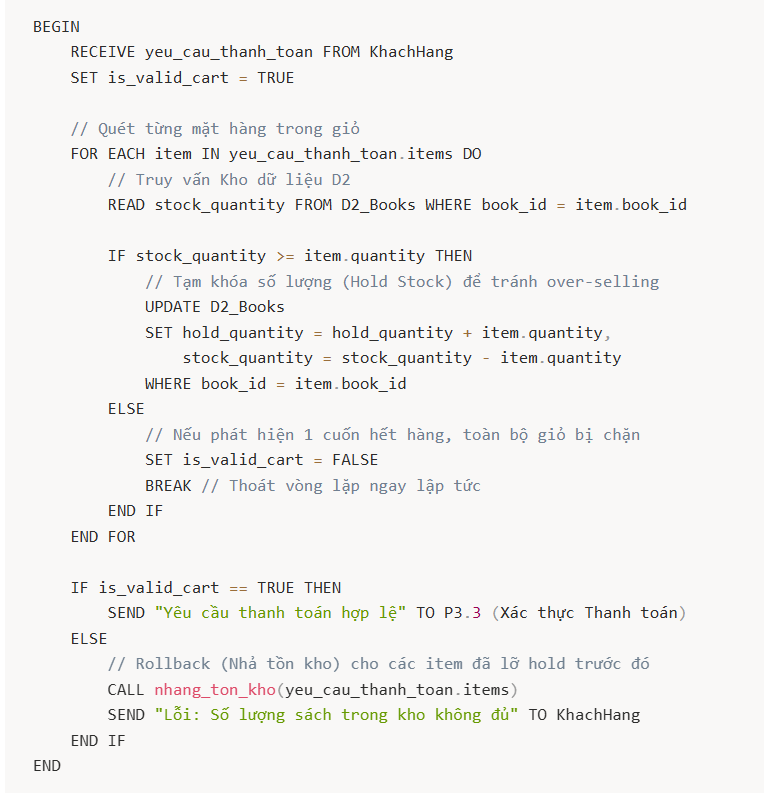 BEGIN
    RECEIVE yeu_cau_thanh_toan FROM KhachHang
    SET is_valid_cart = TRUE

    // Quét từng mặt hàng trong giỏ
    FOR EACH item IN yeu_cau_thanh_toan.items DO
        // Truy vấn Kho dữ liệu D2
        READ stock_quantity FROM D2_Books WHERE book_id = item.book_id

        IF stock_quantity >= item.quantity THEN
            // Tạm khóa số lượng (Hold Stock) để tránh over-selling
            UPDATE D2_Books
            SET hold_quantity = hold_quantity + item.quantity,
                stock_quantity = stock_quantity - item.quantity
            WHERE book_id = item.book_id
        ELSE
            // Nếu phát hiện 1 cuốn hết hàng, toàn bộ giỏ bị chặn
            SET is_valid_cart = FALSE
            BREAK // Thoát vòng lặp ngay lập tức
        END IF
    END FOR

    IF is_valid_cart == TRUE THEN
        SEND "Yêu cầu thanh toán hợp lệ" TO P3.3 (Xác thực Thanh toán)
    ELSE
        // Rollback (Nhả tồn kho) cho các item đã lỡ hold trước đó
        CALL nhang_ton_kho(yeu_cau_thanh_toan.items)
        SEND "Lỗi: Số lượng sách trong kho không đủ" TO KhachHang
    END IF
END